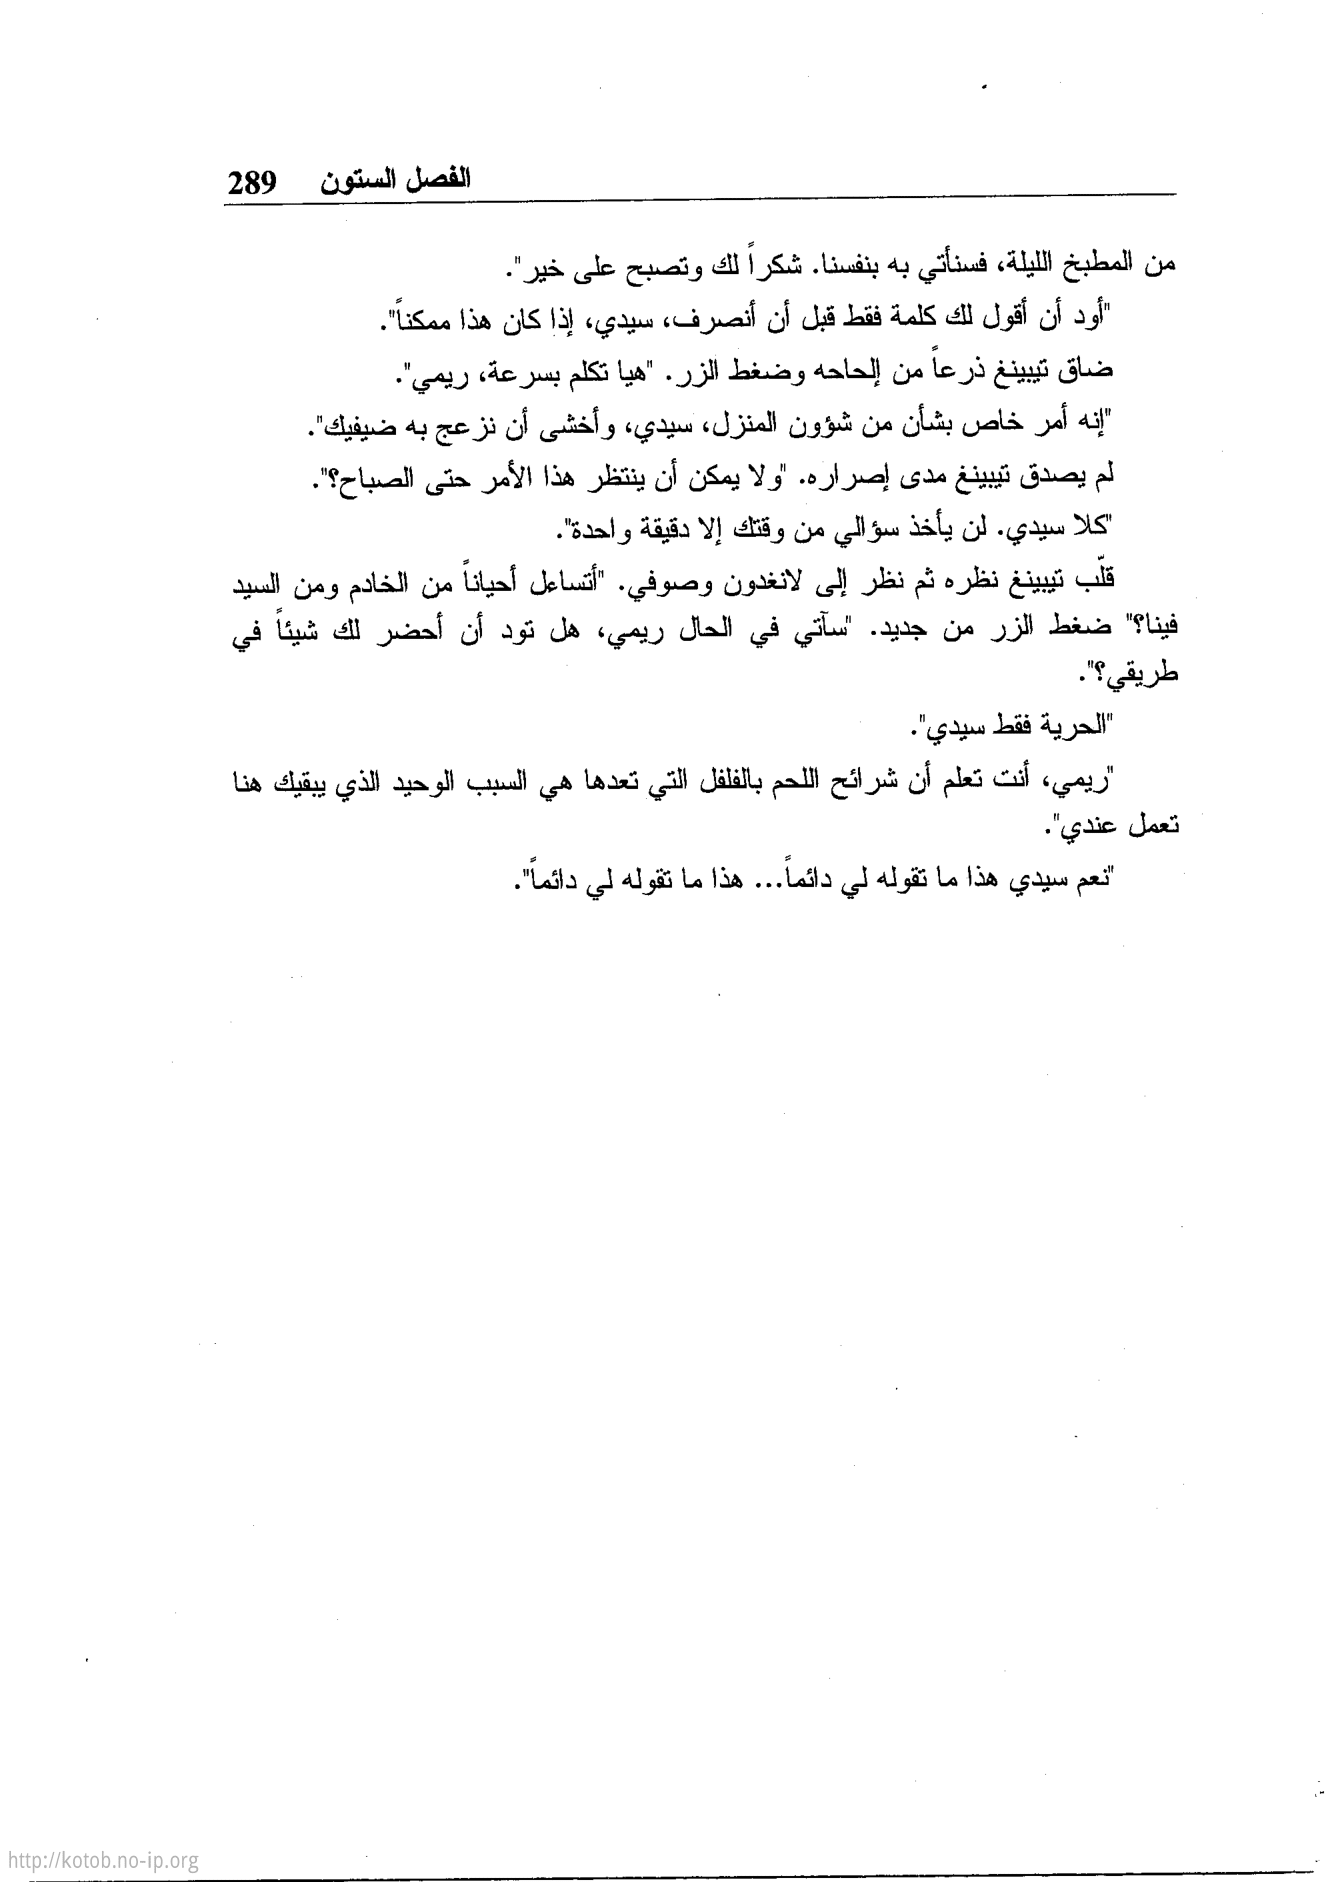 الفصل الستون 289
من المطبخ الليلة، فسنأتي به بنفسنا. شكراً لك وتصبح على خير".
"أود أن أقول لك كلمة فقط قبل أن أنصرف، سيدي، إذا كان هذا ممكناً".
ضاق تيبينغ ذرعاً من إلحاحه وضغط الزر. "هيا تكلم بسرعة، ريمي".
"إنه أمر خاص بشأن من شؤون المنزل، سيدي، وأخشى أن نزعج به ضيفيك".
لم يصدق تيبينغ مدى إصراره. "ولا يمكن أن ينتظر هذا الأمر حتى الصباح؟".
"كلا سيدي. لن يأخذ سؤالي من وقتك إلا دقيقة واحدة".
قلّب تيبينغ نظره ثم نظر إلى لانغدون وصوفي. "أتساءل أحياناً من الخادم ومن السيد
فينا؟" ضغط الزر من جديد. "سآتي في الحال ريمي، هل تود أن أحضر لك شيئاً في
طريقي؟".
"الحرية فقط سيدي".
"ريمي، أنت تعلم أن شرائح اللحم بالفلفل التي تعدها هي السبب الوحيد الذي يبقيك هنا
تعمل عندي".
"نعم سيدي هذا ما تقوله لي دائماً... هذا ما تقوله لي دائماً".
http://kotob.no-ip.org